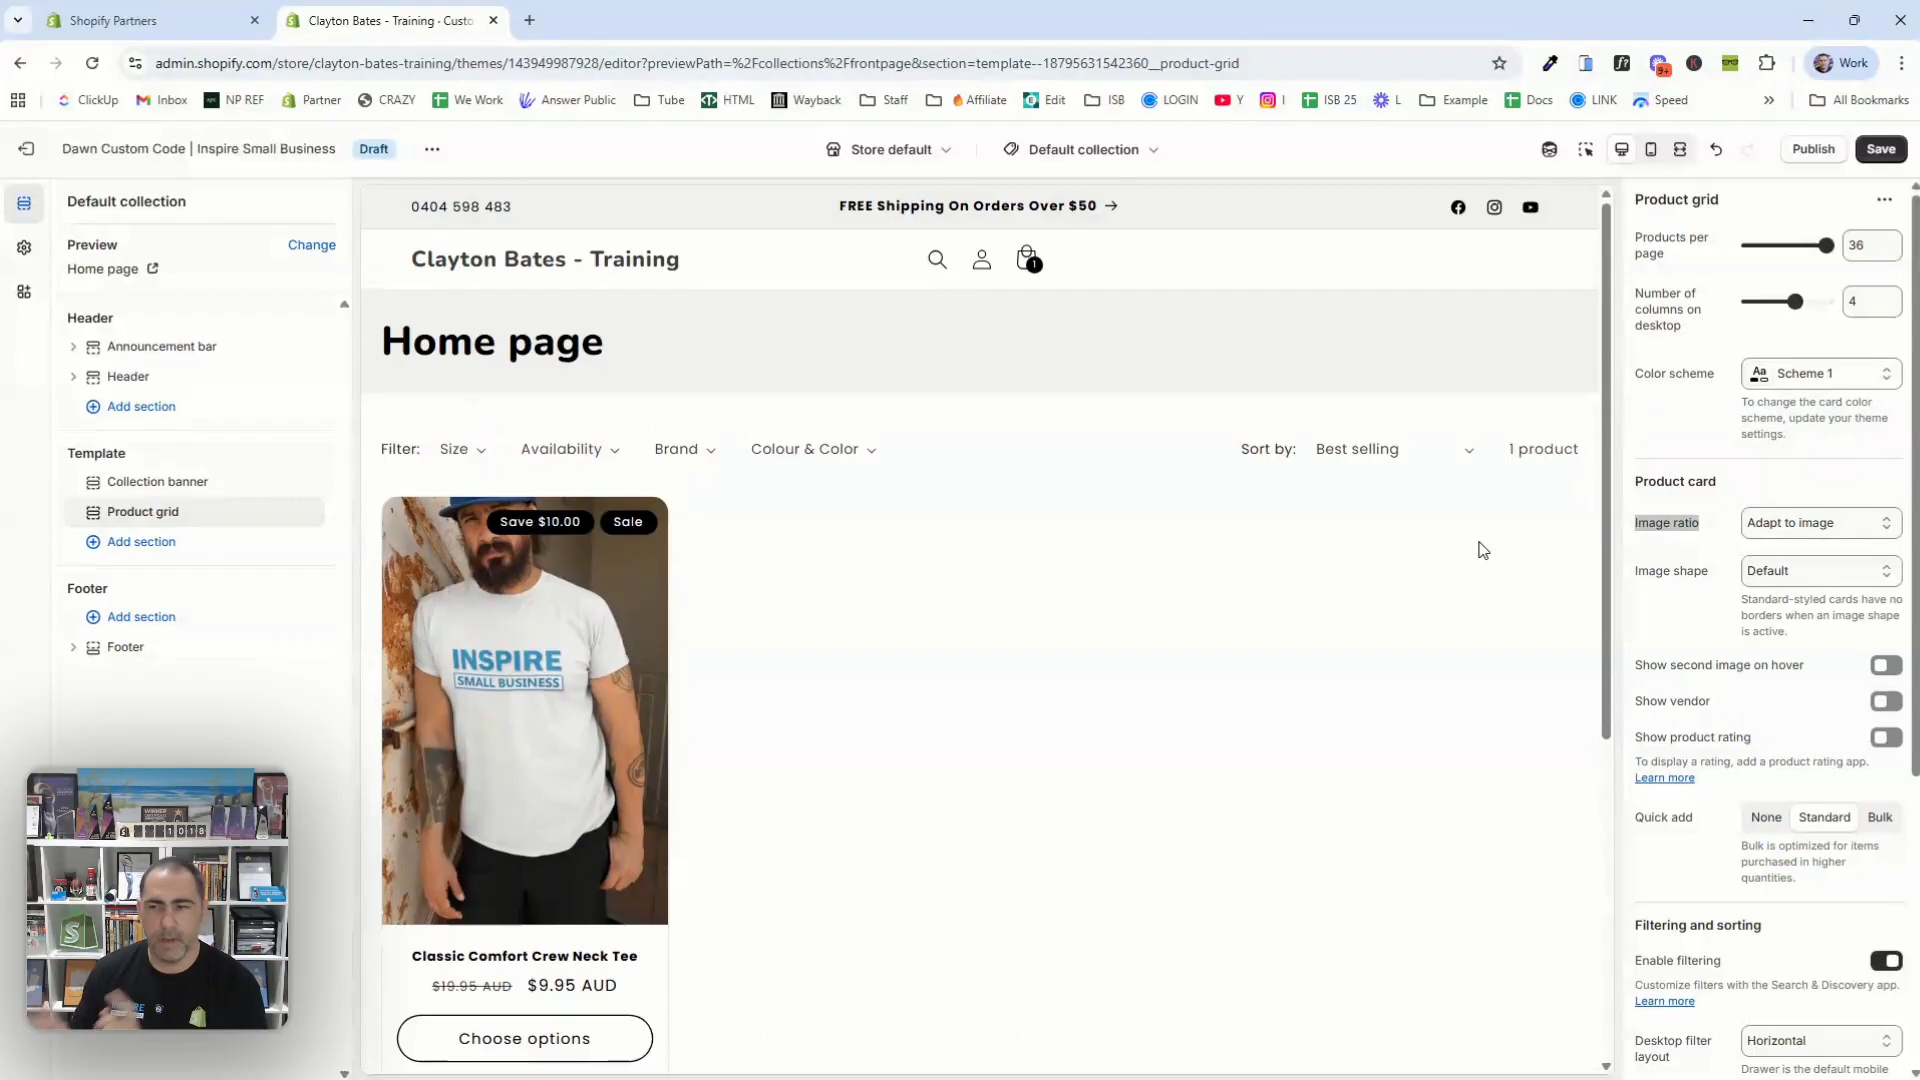 Shopify Partners
Clayton Bates - Training · Custo
admin.shopify.com/store/clayton-bates-training/themes/143949987928/editor?previewPath=%2Fcollections%2Ffrontpage&section=template--18795631542360__product-grid
9+
Work
ClickUp
Inbox
NP REF
Partner
CRAZY
We Work
Answer Public
Tube
HTML
Wayback
Staff
Affiliate
Edit
ISB
LOGIN
Y
I
ISB 25
L
Example
Docs
LINK
Speed
All Bookmarks
Dawn Custom Code | Inspire Small Business
Draft
Store default
Default collection
Publish
Save
Default collection
Preview
Change
Home page
Header
Announcement bar
Header
Add section
Template
Collection banner
Product grid
Add section
Footer
Add section
Footer
0404 598 483
FREE Shipping On Orders Over $50
Clayton Bates - Training
1
Home page
Filter:
Size
Availability
Brand
Colour & Color
Sort by:
Best selling
1 product
Save $10.00
Sale
INSPIRE
SMALL BUSINESS
Classic Comfort Crew Neck Tee
$19.95 AUD
$9.95 AUD
Choose options
Product grid
Products per
page
36
Number of
columns on
desktop
4
Color scheme
Aa
Scheme 1
To change the card color
scheme, update your theme
settings.
Product card
Image ratio
Adapt to image
Image shape
Default
Standard-styled cards have no
borders when an image shape
is active.
Show second image on hover
Show vendor
Show product rating
To display a rating, add a product rating app.
Learn more
Quick add
None
Standard
Bulk
Bulk is optimized for items
purchased in higher
quantities.
Filtering and sorting
Enable filtering
Customize filters with the Search & Discovery app.
Learn more
Desktop filter
layout
Horizontal
Drawer is the default mobile